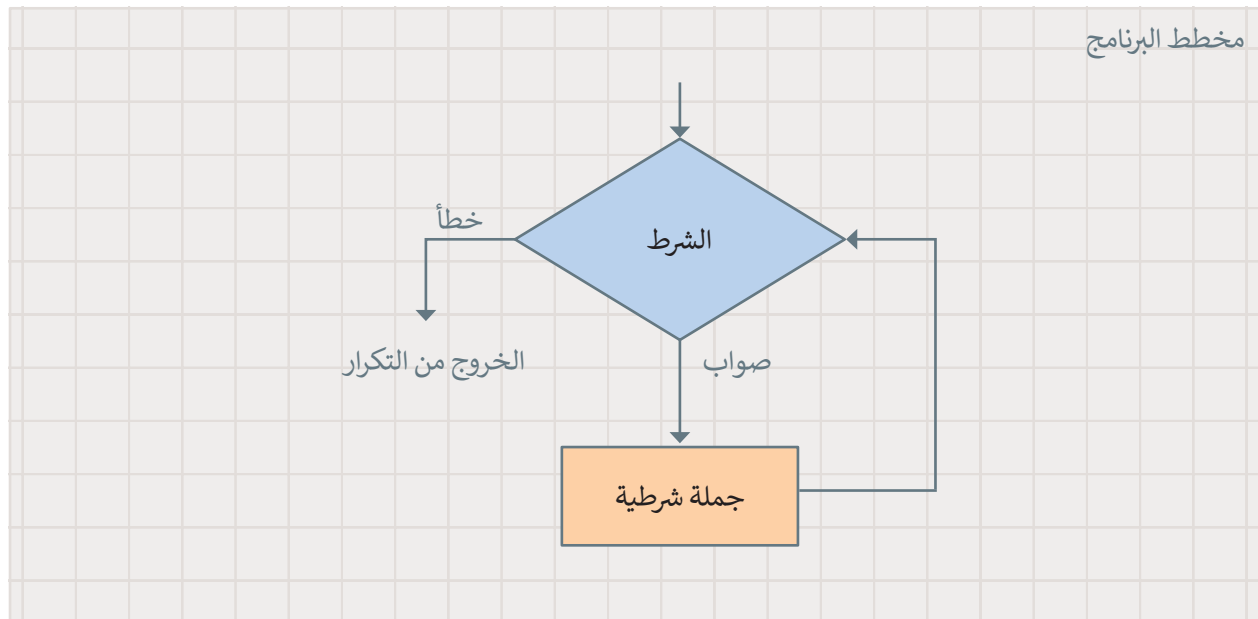 مخطط البرنامج
الشرط
خطأ
صواب
الخروج من التكرار
جملة شرطية